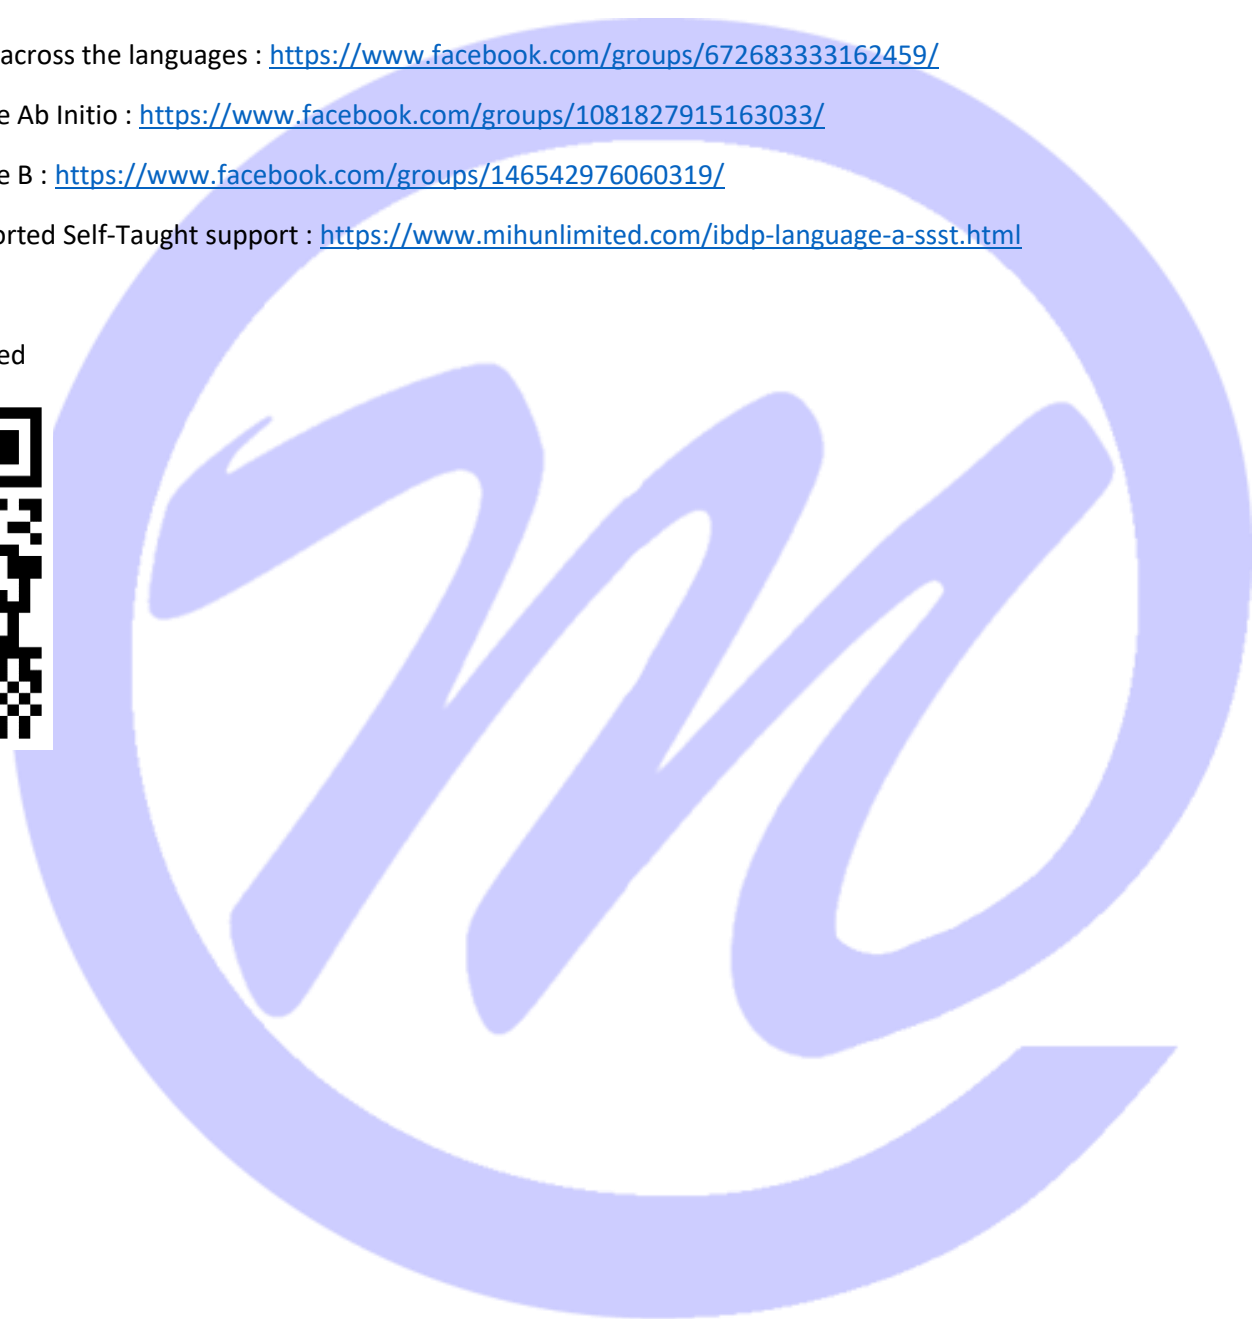 across the languages : https://www.facebook.com/groups/672683333162459/
e Ab Initio : https://www.facebook.com/groups/1081827915163033/
e B : https://www.facebook.com/groups/146542976060319/
orted Self-Taught support : https://www.mihunlimited.com/ibdp-language-a-ssst.html
ed